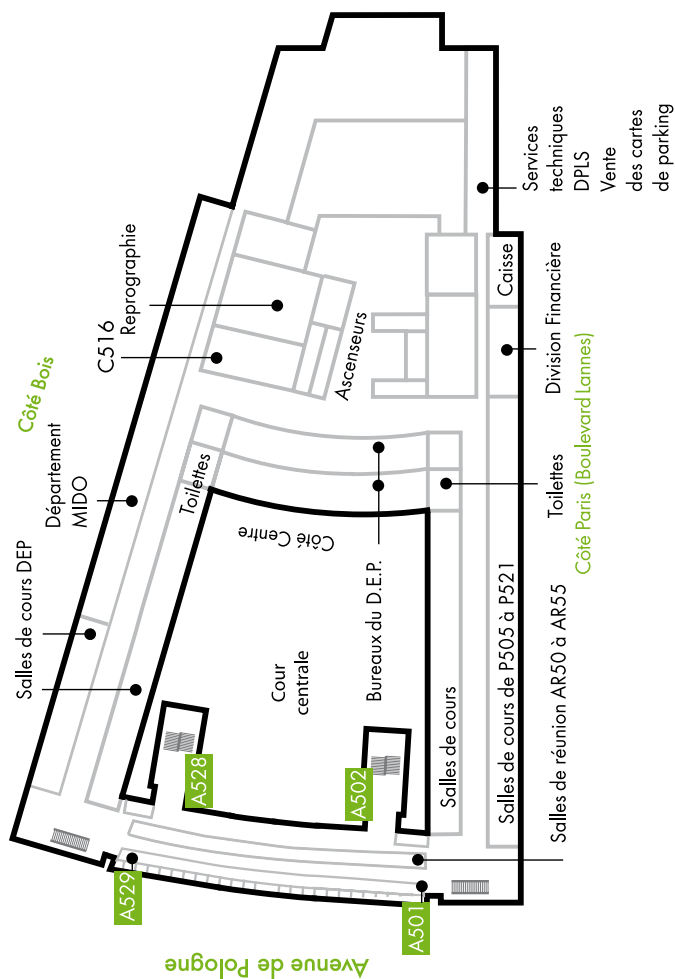 Côté Bois
C516
Reprographie
Département
MIDO
Salles de cours DEP
Toilettes
Ascenseurs
Côté Centre
Cour
centrale
Bureaux du D.E.P.
A528
A502
A529
A501
Avenue de Pologne
Salles de cours
Salles de cours de P505 à P521
Salles de réunion AR50 à AR55
Toilettes
Côté Paris (Boulevard Lannes)
Division Financière
Caisse
Services
techniques
DPLS
Vente
des cartes
de parking